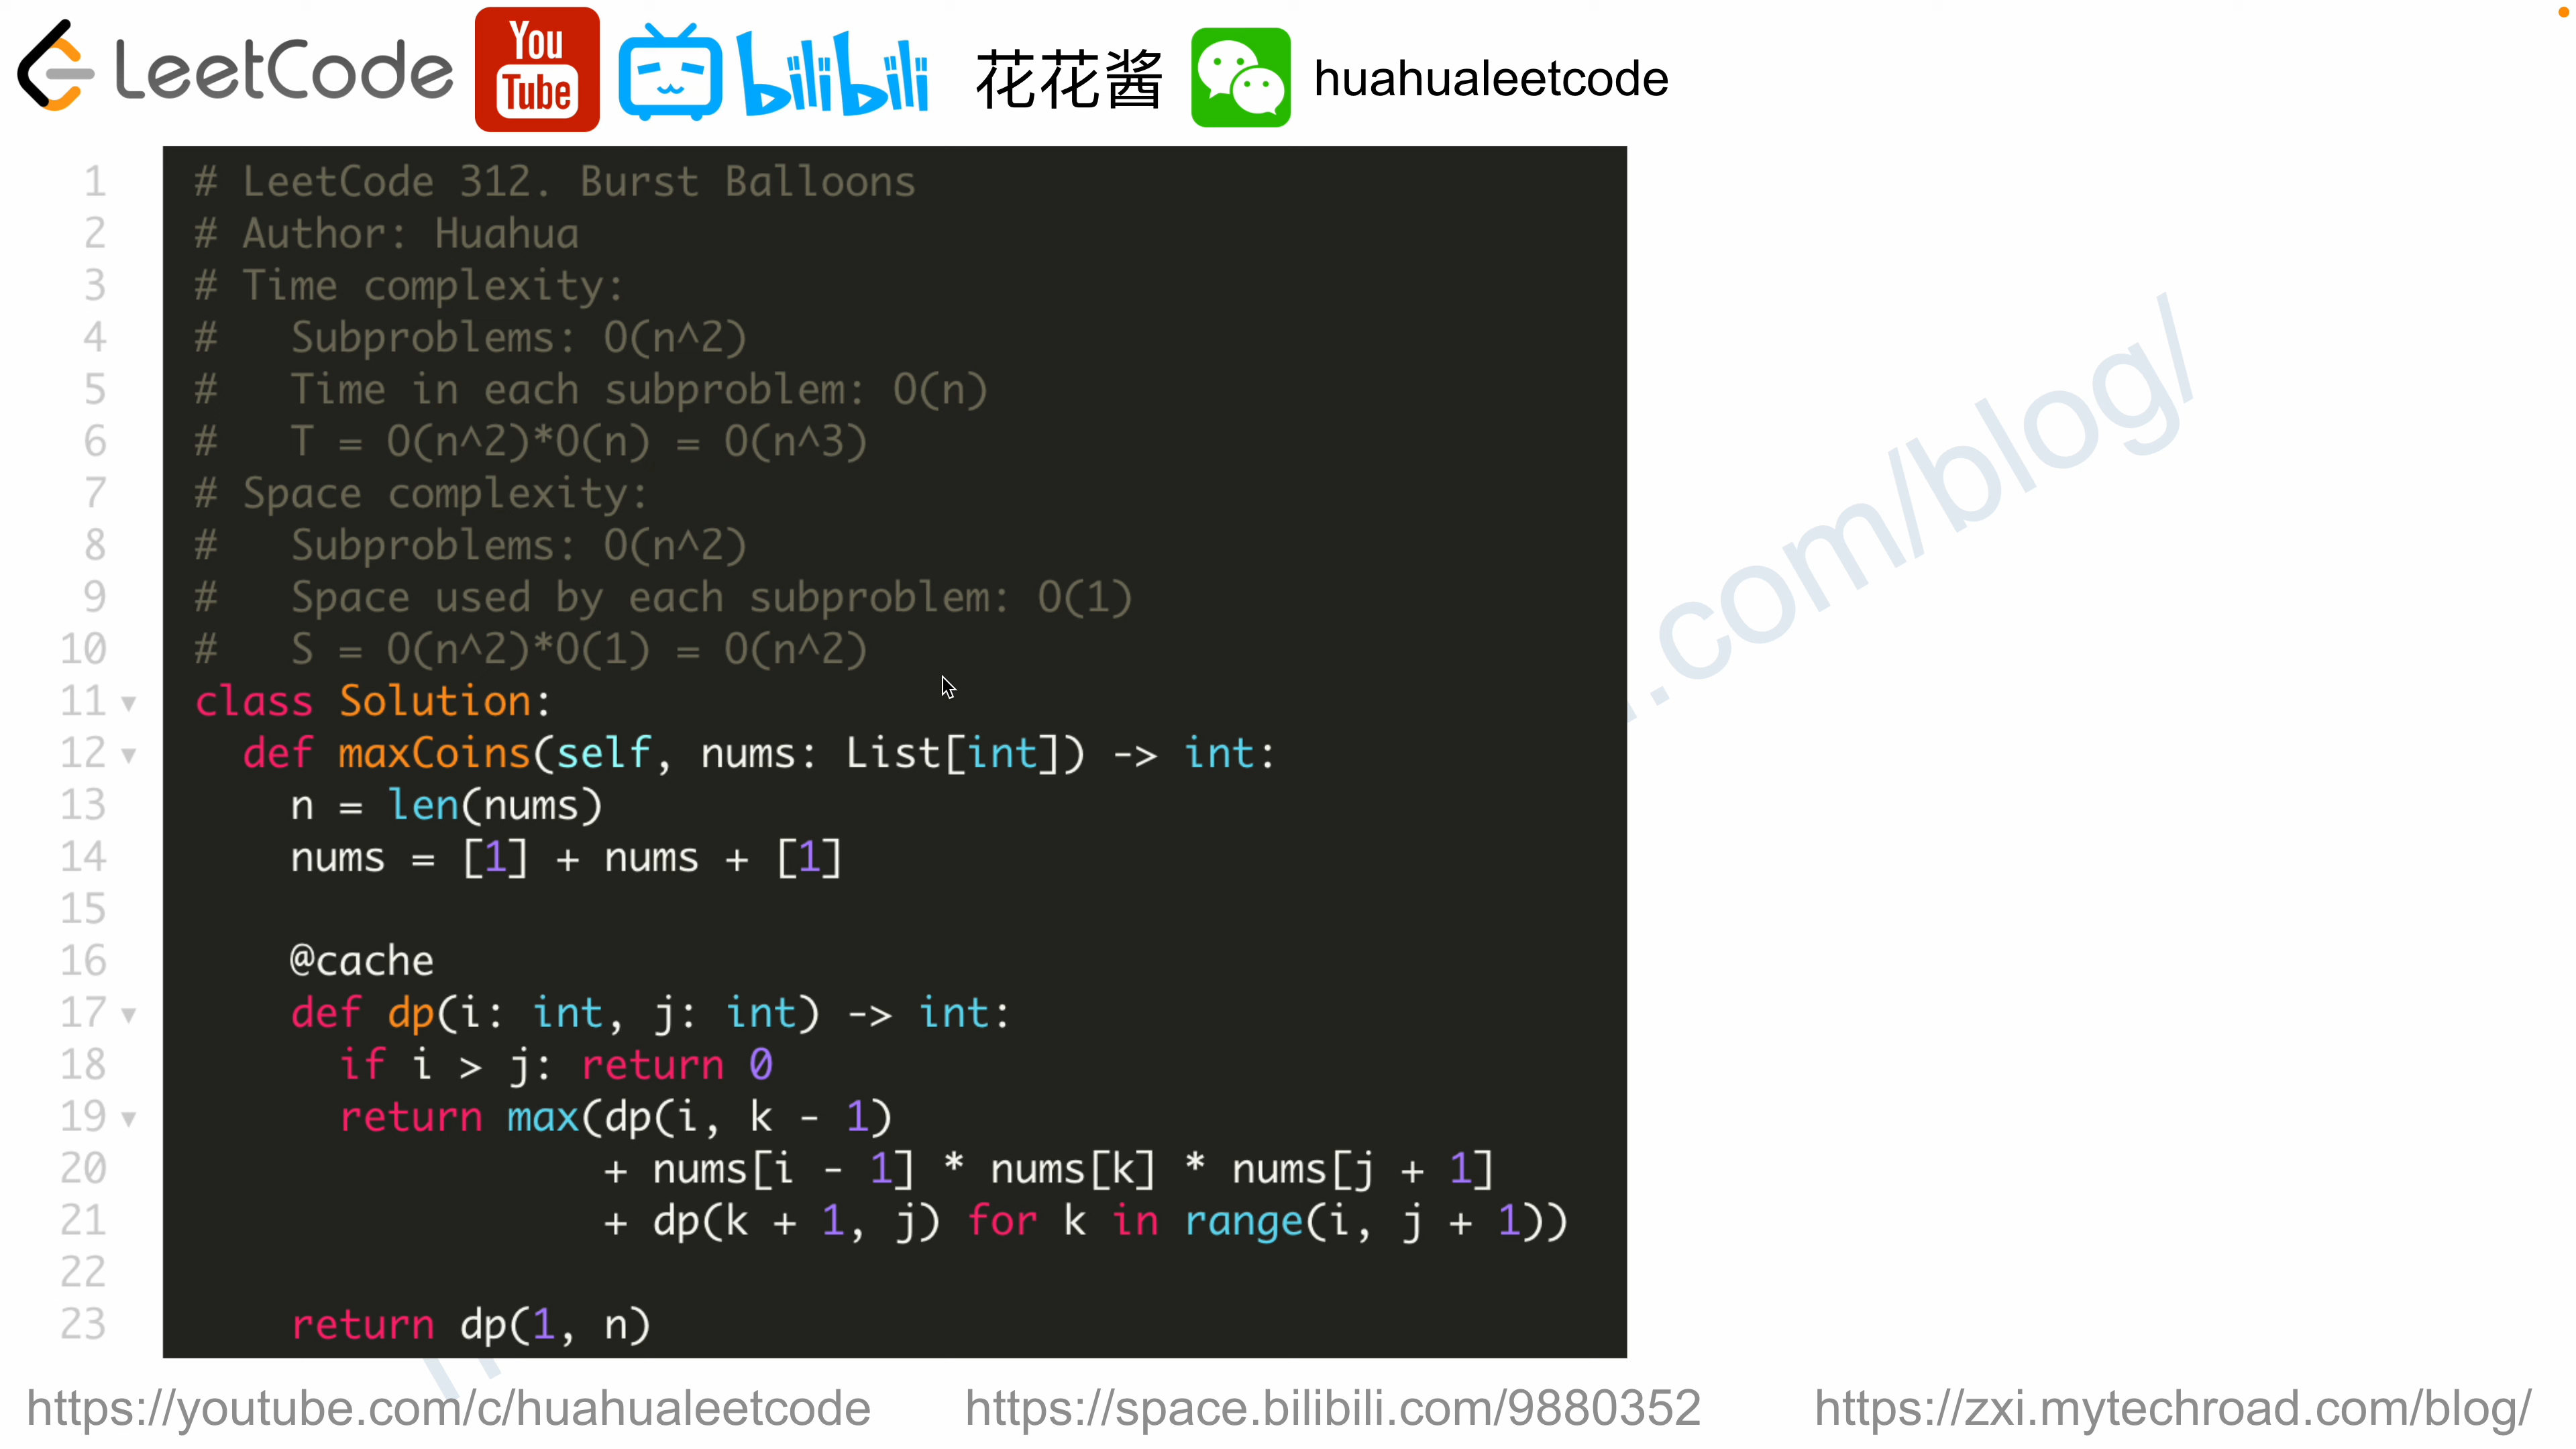 LeetCode You Tube bilibili 花花酱 huahualeetcode
1 # LeetCode 312. Burst Balloons
2 # Author: Huahua
3 # Time complexity:
4 #   Subproblems: O(n^2)
5 #   Time in each subproblem: O(n)
6 #   T = O(n^2)*O(n) = O(n^3)
7 # Space complexity:
8 #   Subproblems: O(n^2)
9 #   Space used by each subproblem: O(1)
10 #   S = O(n^2)*O(1) = O(n^2)
11 class Solution:
12   def maxCoins(self, nums: List[int]) -> int:
13     n = len(nums)
14     nums = [1] + nums + [1]
15
16     @cache
17     def dp(i: int, j: int) -> int:
18       if i > j: return 0
19       return max(dp(i, k - 1)
20                  + nums[i - 1] * nums[k] * nums[j + 1]
21                  + dp(k + 1, j) for k in range(i, j + 1))
22
23     return dp(1, n)
.com/blog/
https://youtube.com/c/huahualeetcode https://space.bilibili.com/9880352 https://zxi.mytechroad.com/blog/